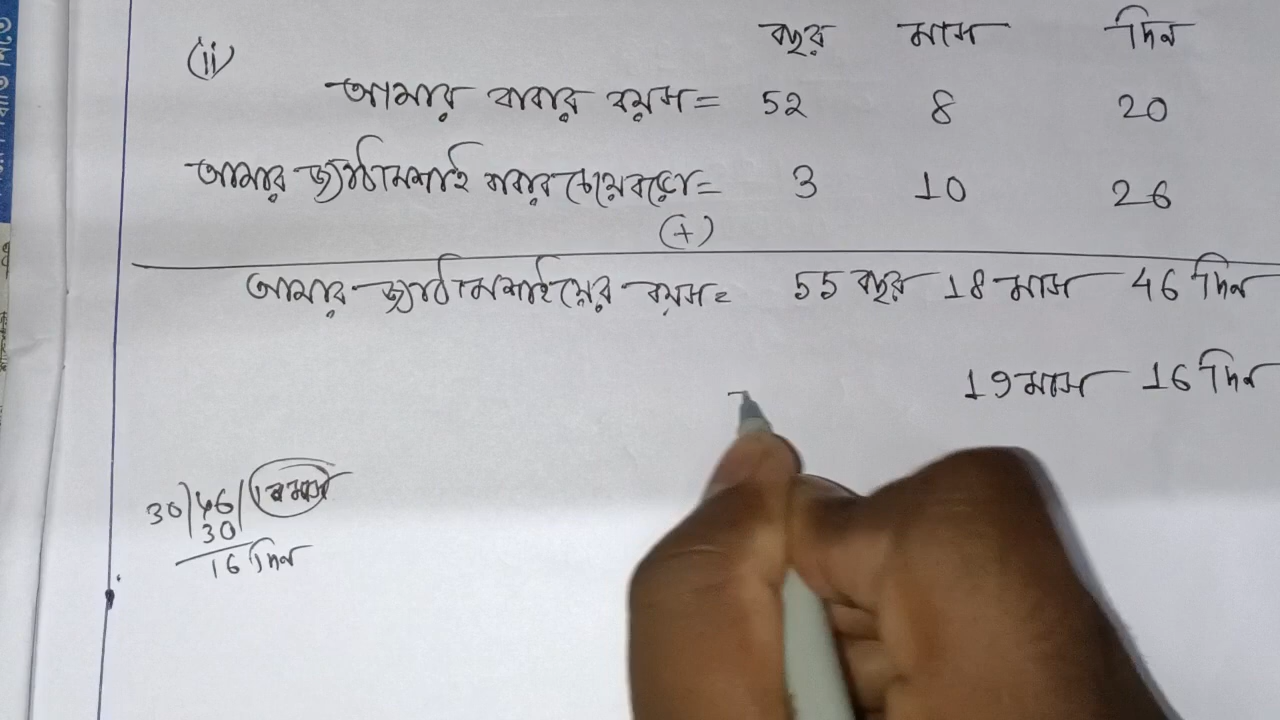 (ii) বছর মাস দিন
আমার বাবার বয়স = 52 8 20
আমার জ্যাঠামশাই বাবার চেয়ে বড়ো = 3 10 26
(+)
আমার জ্যাঠামশাইয়ের বয়স = 55 বছর 18 মাস 46 দিন
19 মাস 16 দিন
30)46(1 মাস
30
16 দিন